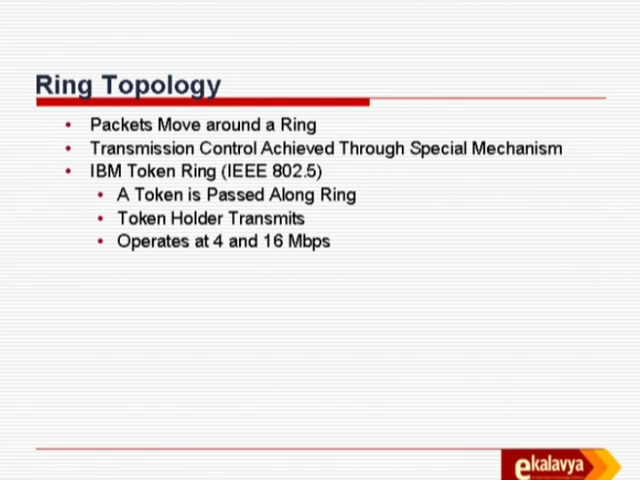 Ring Topology
• Packets Move around a Ring
• Transmission Control Achieved Through Special Mechanism
• IBM Token Ring (IEEE 802.5)
• A Token is Passed Along Ring
• Token Holder Transmits
• Operates at 4 and 16 Mbps
ekalavya